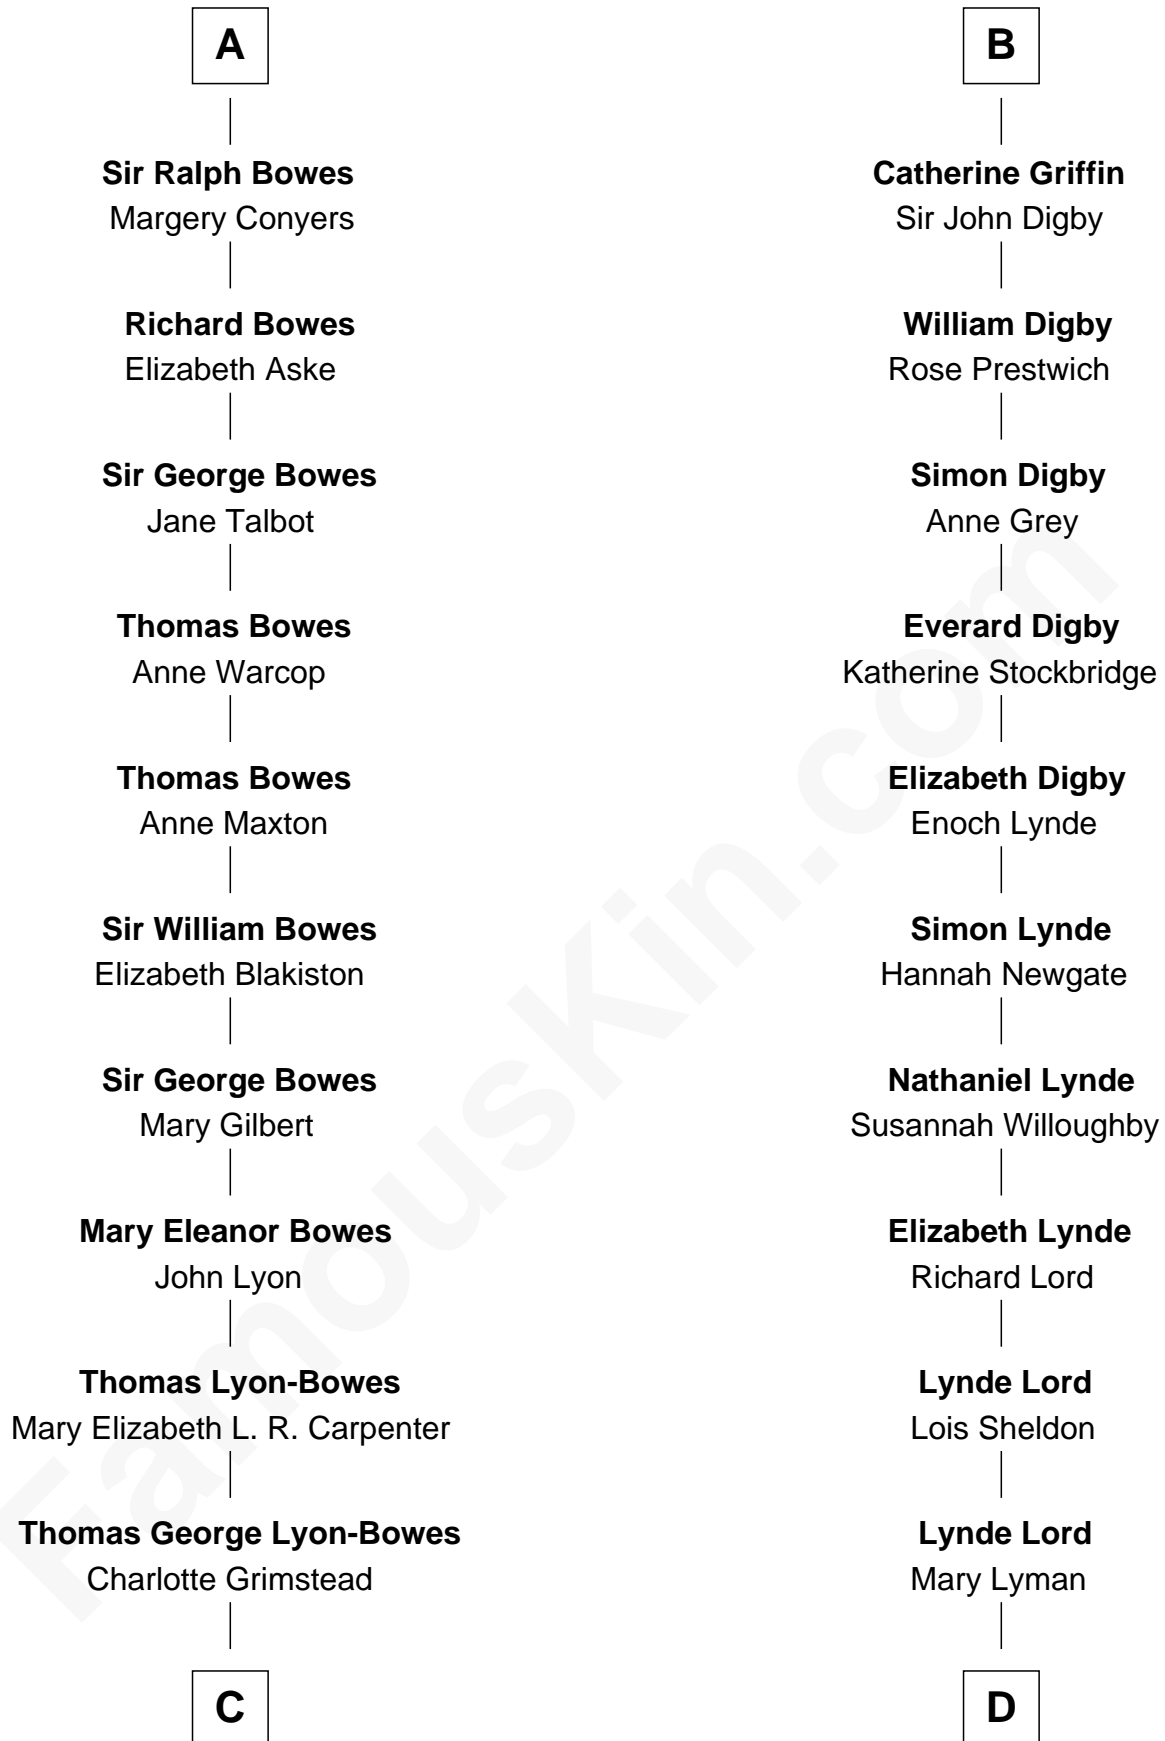 A
Sir Ralph Bowes
Margery Conyers
Richard Bowes
Elizabeth Aske
Sir George Bowes
Jane Talbot
Thomas Bowes
Anne Warcop
Thomas Bowes
Anne Maxton
Sir William Bowes
Elizabeth Blakiston
Sir George Bowes
Mary Gilbert
Mary Eleanor Bowes
John Lyon
Thomas Lyon-Bowes
Mary Elizabeth L. R. Carpenter
Thomas George Lyon-Bowes
Charlotte Grimstead
C
B
Catherine Griffin
Sir John Digby
William Digby
Rose Prestwich
Simon Digby
Anne Grey
Everard Digby
Katherine Stockbridge
Elizabeth Digby
Enoch Lynde
Simon Lynde
Hannah Newgate
Nathaniel Lynde
Susannah Willoughby
Elizabeth Lynde
Richard Lord
Lynde Lord
Lois Sheldon
Lynde Lord
Mary Lyman
D
FamousKin.com